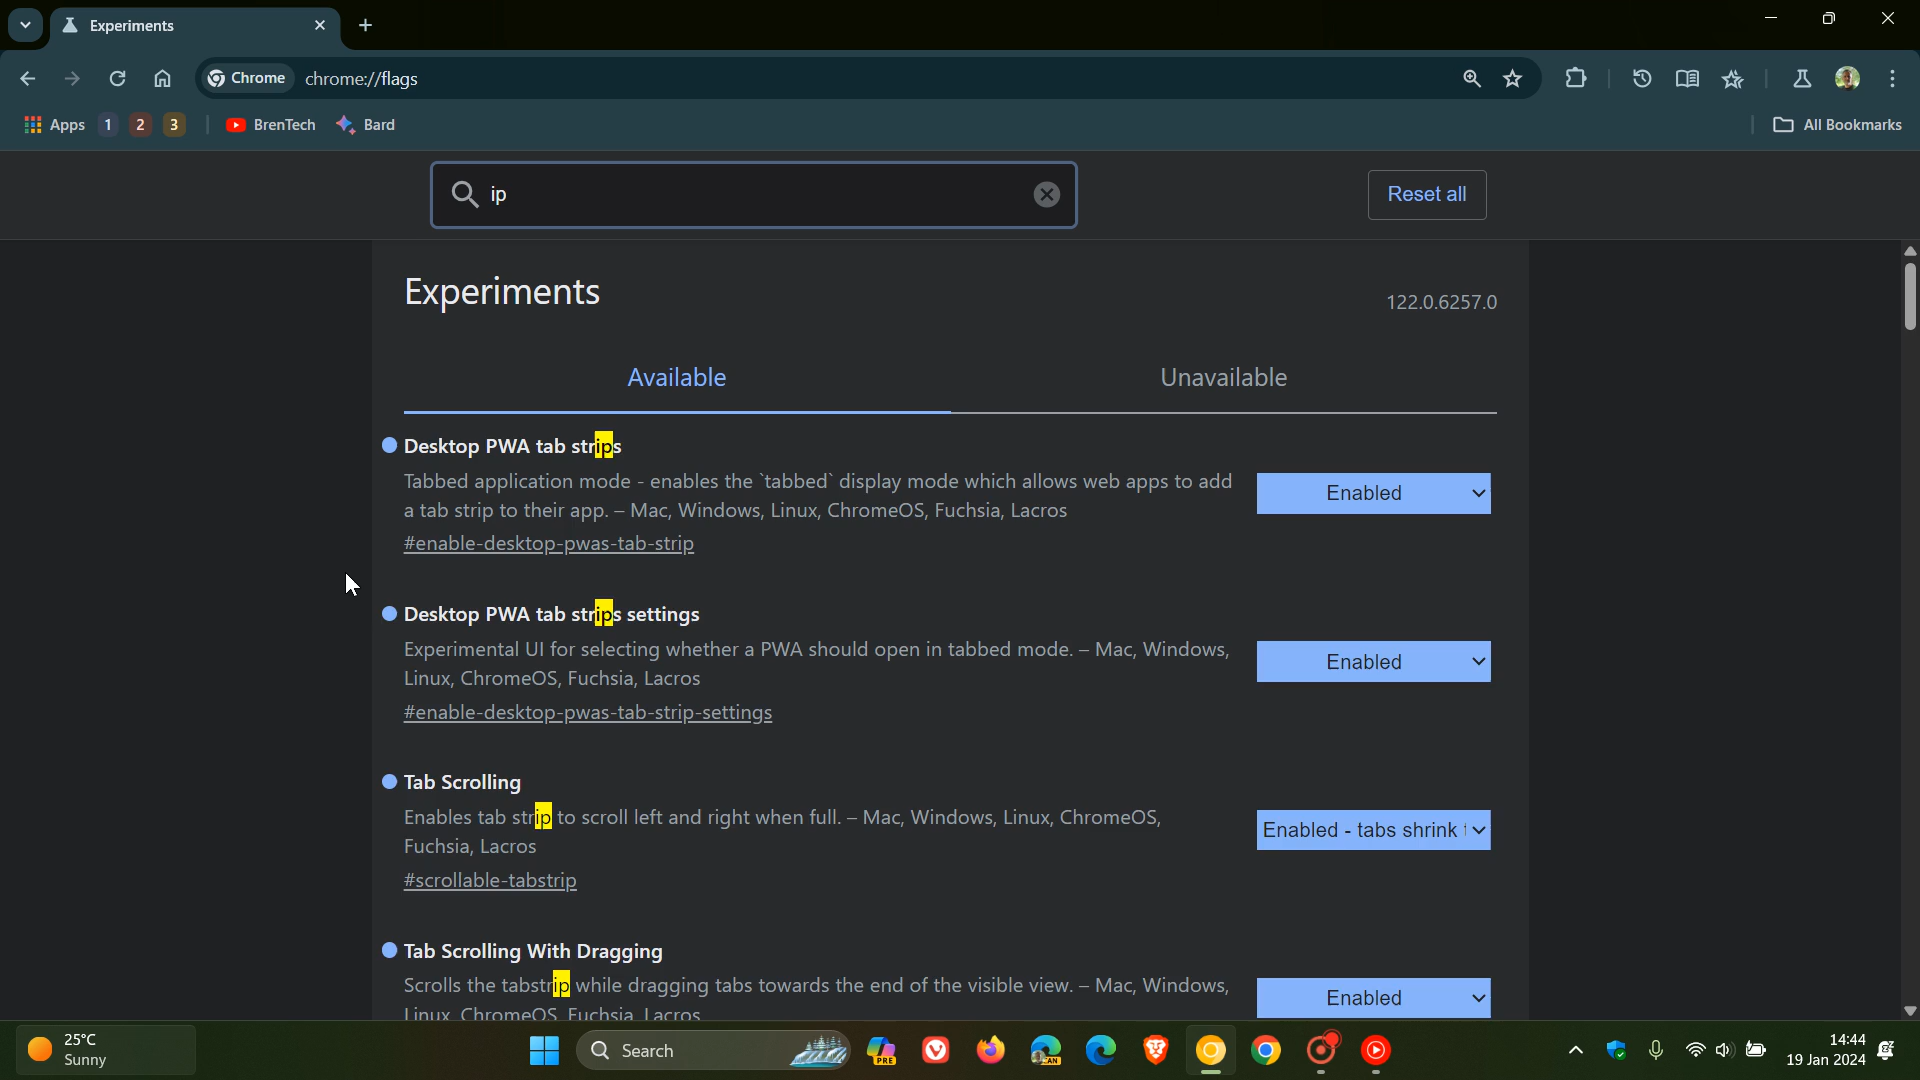 Experiments
Chrome chrome://flags
Apps 1 2 3 BrenTech Bard All Bookmarks
ip
Reset all
Experiments
122.0.6257.0
Available Unavailable
Desktop PWA tab strips
Tabbed application mode - enables the `tabbed` display mode which allows web apps to add
a tab strip to their app. – Mac, Windows, Linux, ChromeOS, Fuchsia, Lacros
#enable-desktop-pwas-tab-strip
Enabled
Desktop PWA tab strips settings
Experimental UI for selecting whether a PWA should open in tabbed mode. – Mac, Windows,
Linux, ChromeOS, Fuchsia, Lacros
#enable-desktop-pwas-tab-strip-settings
Enabled
Tab Scrolling
Enables tab strip to scroll left and right when full. – Mac, Windows, Linux, ChromeOS,
Fuchsia, Lacros
#scrollable-tabstrip
Enabled - tabs shrink
Tab Scrolling With Dragging
Scrolls the tabstrip while dragging tabs towards the end of the visible view. – Mac, Windows,
Linux, ChromeOS, Fuchsia, Lacros
Enabled
25°C
Sunny
Search
PRE
CAN
14:44
19 Jan 2024